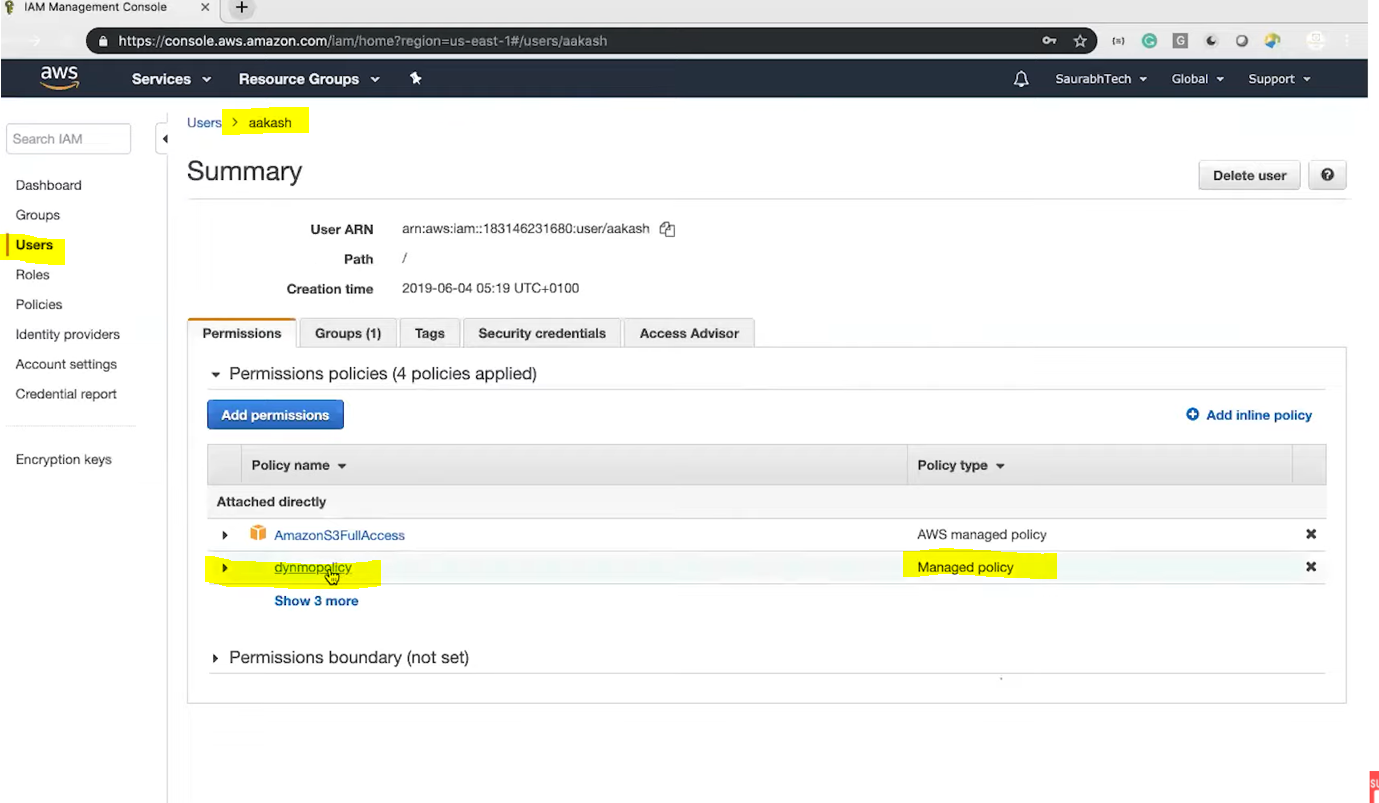 IAM Management Console
https://console.aws.amazon.com/iam/home?region=us-east-1#/users/aakash
aws Services Resource Groups SaurabhTech Global Support
Search IAM
Dashboard
Groups
Users
Roles
Policies
Identity providers
Account settings
Credential report
Encryption keys
Users > aakash
Summary
Delete user
User ARN arn:aws:iam::183146231680:user/aakash
Path /
Creation time 2019-06-04 05:19 UTC+0100
Permissions Groups (1) Tags Security credentials Access Advisor
Permissions policies (4 policies applied)
Add permissions Add inline policy
Policy name Policy type
Attached directly
AmazonS3FullAccess AWS managed policy
dynmopolicy Managed policy
Show 3 more
Permissions boundary (not set)